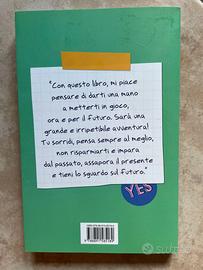 "Con questo libro, mi piace
pensare di darti una mano
a metterti in gioco,
ora e per il futuro. Sarà una
grande e irripetibile avventura!
Tu sorridi, pensa sempre al meglio,
non risparmiarti e impara
dal passato, assapora il presente
e tieni lo sguardo sul futuro."
YES
subito